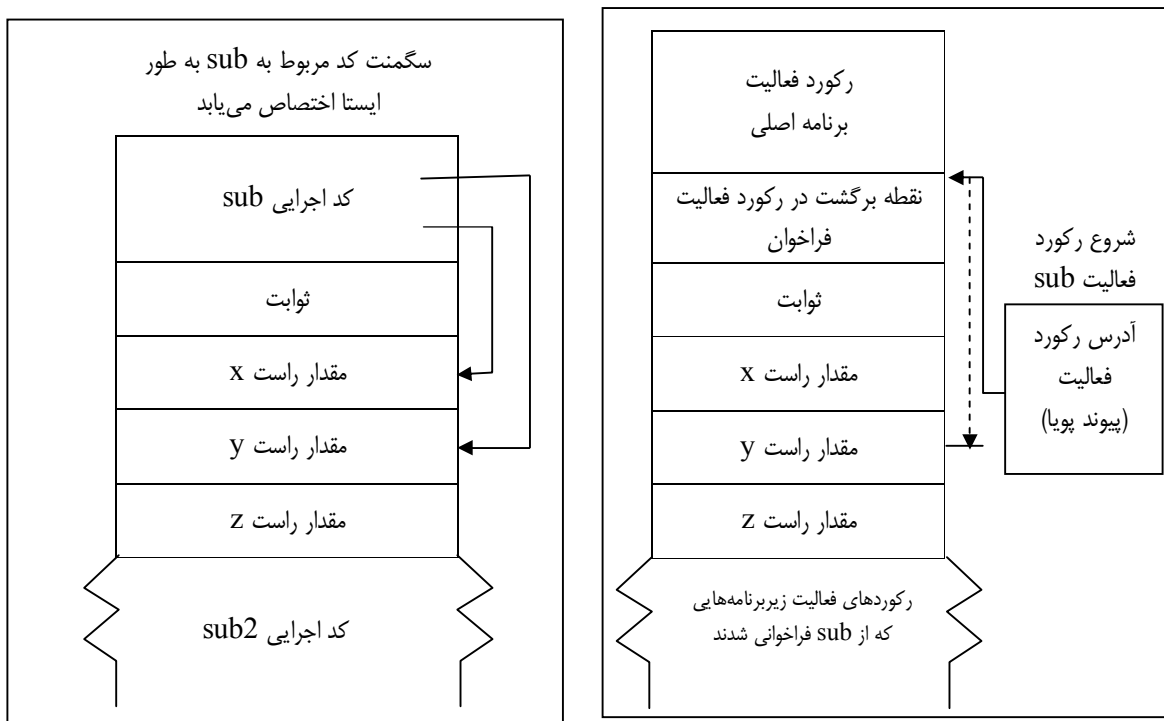 رکورد فعالیت
برنامه اصلی
نقطه برگشت در رکورد فعالیت
فراخوان
ثوابت
مقدار راست x
مقدار راست y
مقدار راست z
رکوردهای فعالیت زیربرنامه‌هایی
که از sub فراخوانی شدند
شروع رکورد
فعالیت sub
آدرس رکورد
فعالیت
(پیوند پویا)
سگمنت کد مربوط به sub به طور
ایستا اختصاص می‌یابد
کد اجرایی sub
ثوابت
مقدار راست x
مقدار راست y
مقدار راست z
کد اجرایی sub2